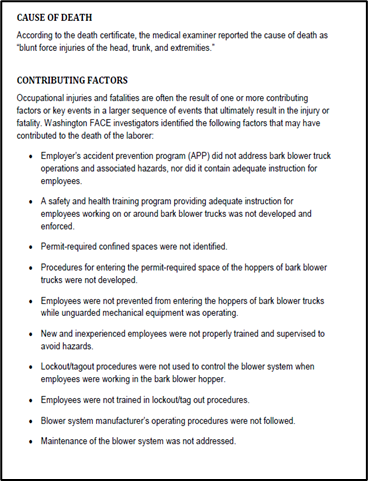 CAUSE OF DEATH
According to the death certificate, the medical examiner reported the cause of death as
“blunt force injuries of the head, trunk, and extremities.”
CONTRIBUTING FACTORS
Occupational injuries and fatalities are often the result of one or more contributing
factors or key events in a larger sequence of events that ultimately result in the injury or
fatality. Washington FACE investigators identified the following factors that may have
contributed to the death of the laborer:
• Employer’s accident prevention program (APP) did not address bark blower truck
operations and associated hazards, nor did it contain adequate instruction for
employees.
• A safety and health training program providing adequate instruction for
employees working on or around bark blower trucks was not developed and
enforced.
• Permit-required confined spaces were not identified.
• Procedures for entering the permit-required space of the hoppers of bark blower
trucks were not developed.
• Employees were not prevented from entering the hoppers of bark blower trucks
while unguarded mechanical equipment was operating.
• New and inexperienced employees were not properly trained and supervised to
avoid hazards.
• Lockout/tagout procedures were not used to control the blower system when
employees were working in the bark blower hopper.
• Employees were not trained in lockout/tag out procedures.
• Blower system manufacturer’s operating procedures were not followed.
• Maintenance of the blower system was not addressed.